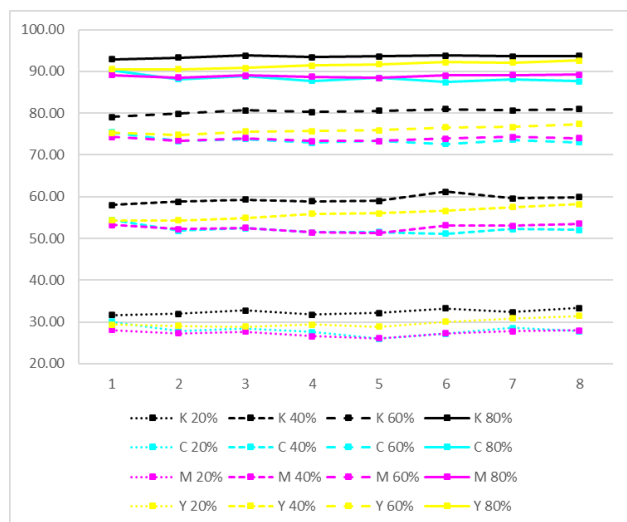 100.00
90.00
80.00
70.00
60.00
50.00
40.00
30.00
20.00
1 2 3 4 5 6 7 8
K 20% K 40% K 60% K 80%
C 20% C 40% C 60% C 80%
M 20% M 40% M 60% M 80%
Y 20% Y 40% Y 60% Y 80%